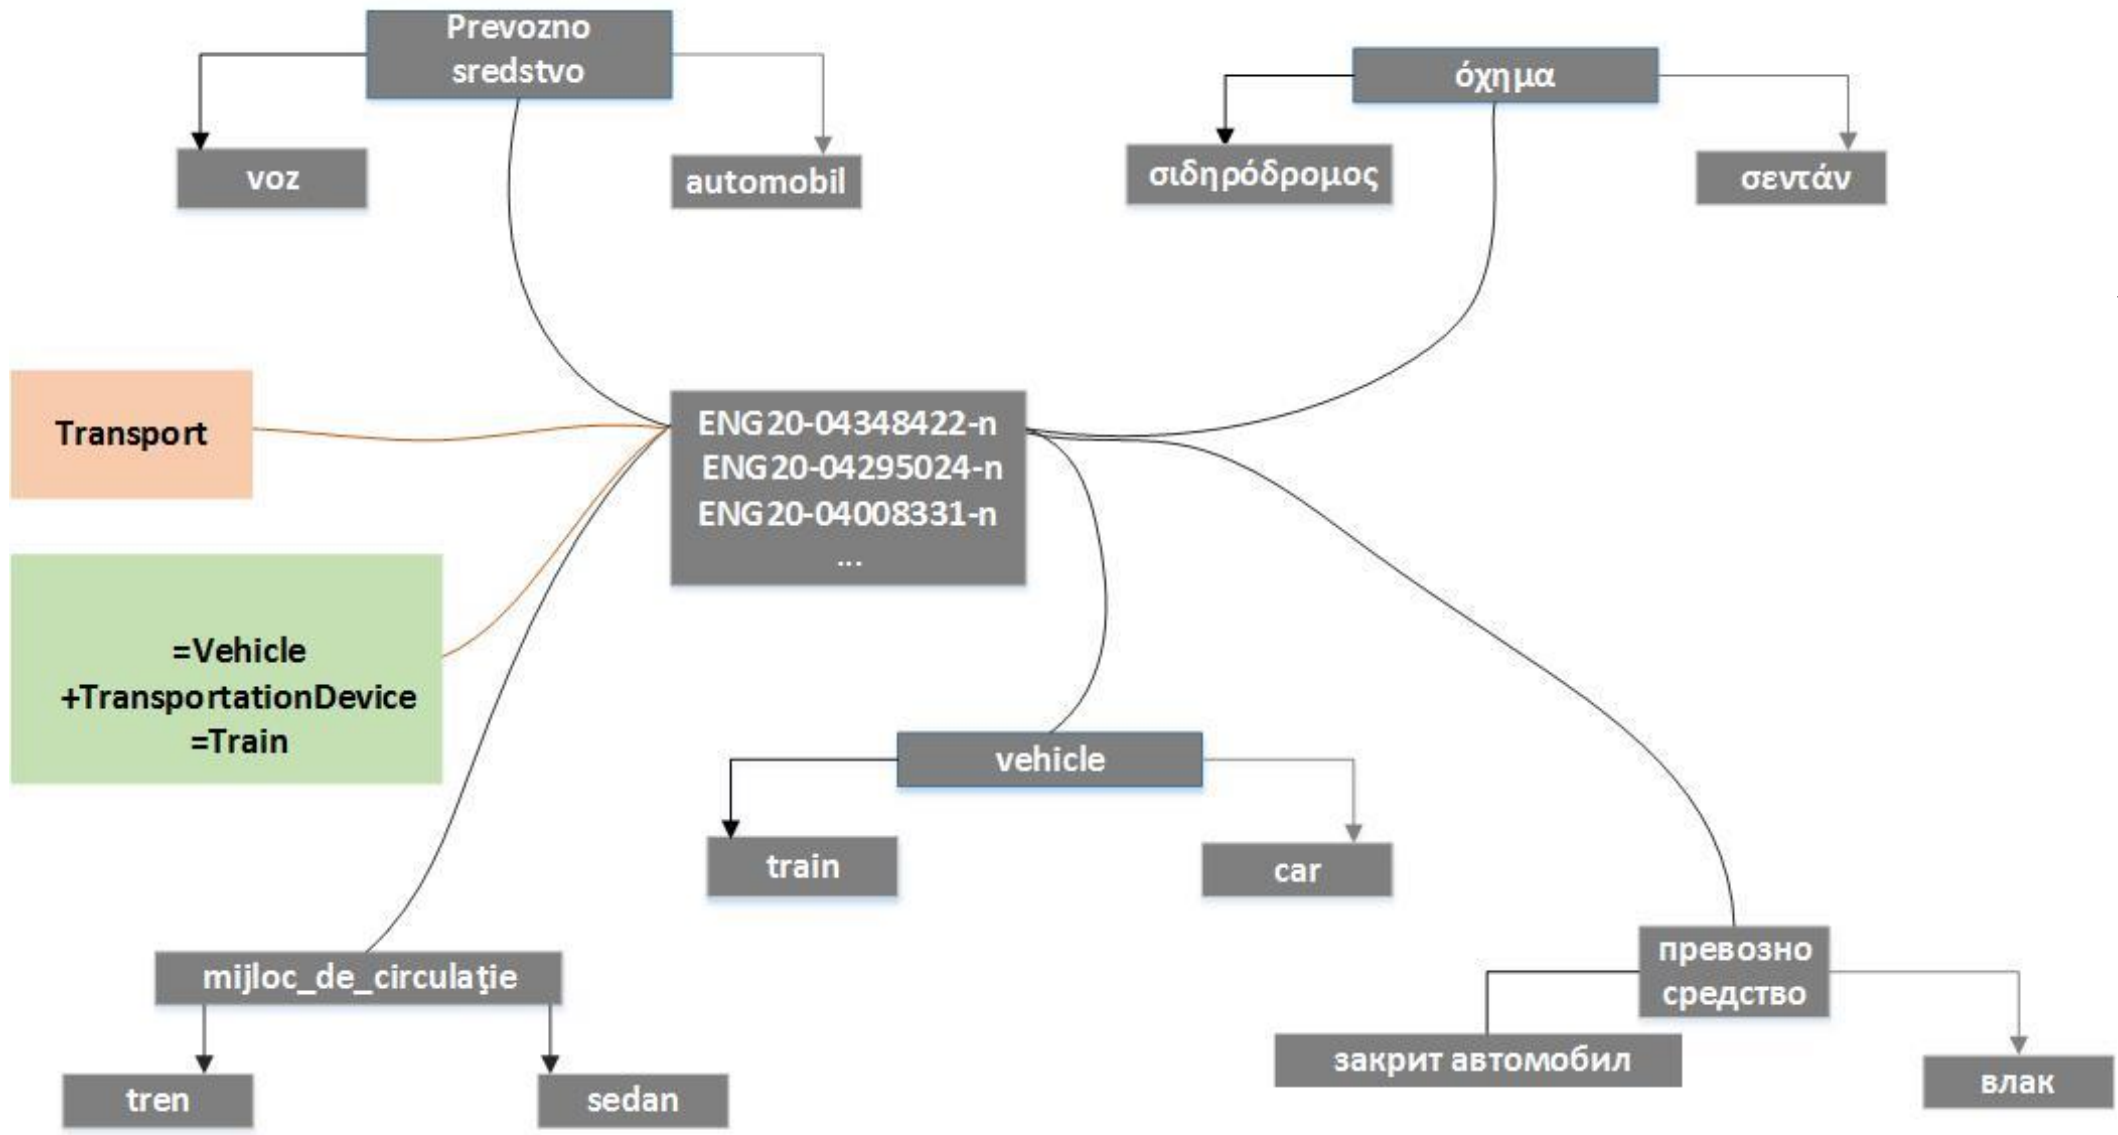 Prevozno
sredstvo
όχημα
voz
automobil
σιδηρόδρομος
σεντάν
Transport
ENG20-04348422-n
ENG20-04295024-n
ENG20-04008331-n
...
=Vehicle
+TransportationDevice
=Train
vehicle
train
car
mijloc_de_circulaţie
tren
sedan
превозно
средство
закрит автомобил
влак